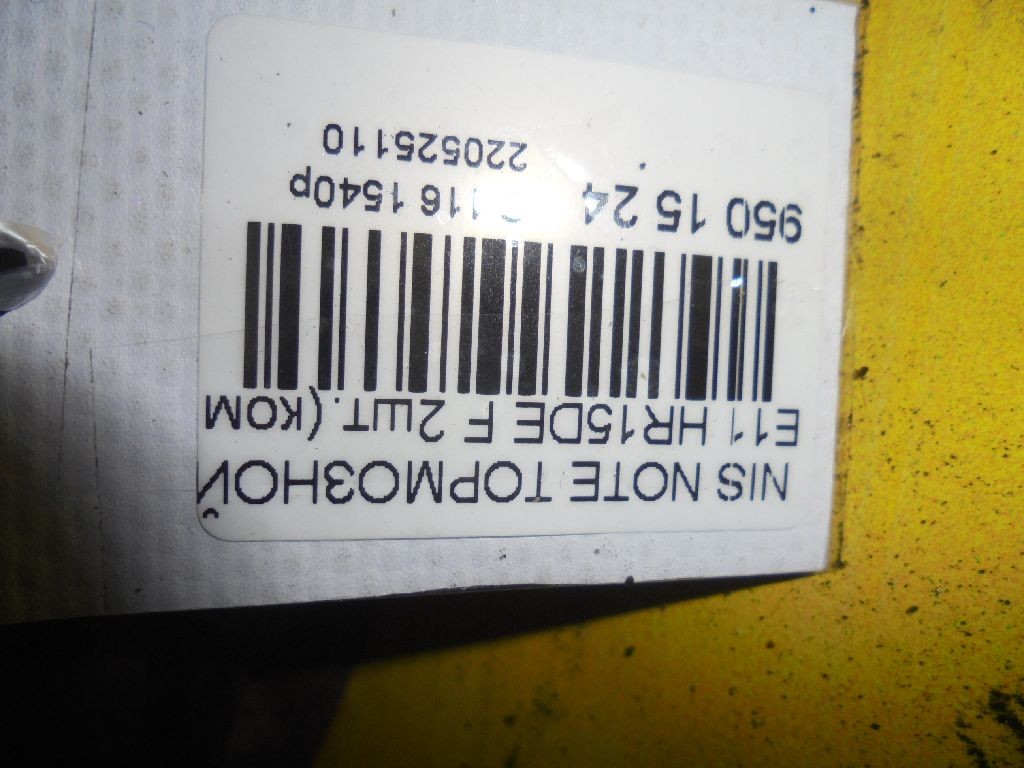 NIS NOTE ТОРМОЗНОЙ
E11 HR15DE F 2шт. (КОМ
950 15 24 116 1540р
220525110